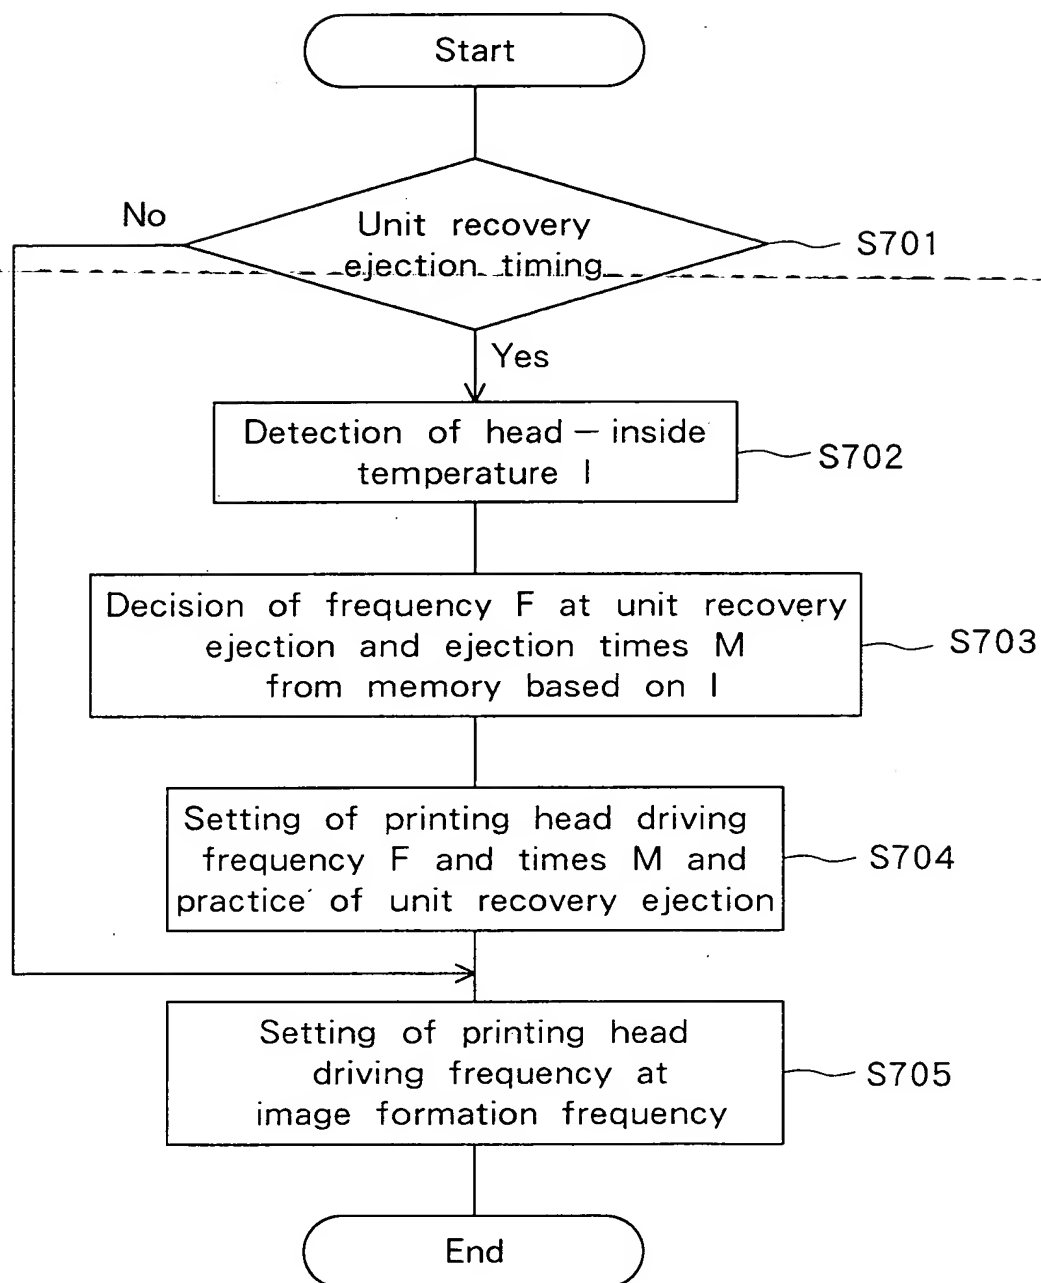 Start
No
Unit recovery
ejection timing
S701
Yes
Detection of head — inside
temperature I
S702
Decision of frequency F at unit recovery
ejection and ejection times M
from memory based on I
S703
Setting of printing head driving
frequency F and times M and
practice of unit recovery ejection
S704
Setting of printing head
driving frequency at
image formation frequency
S705
End